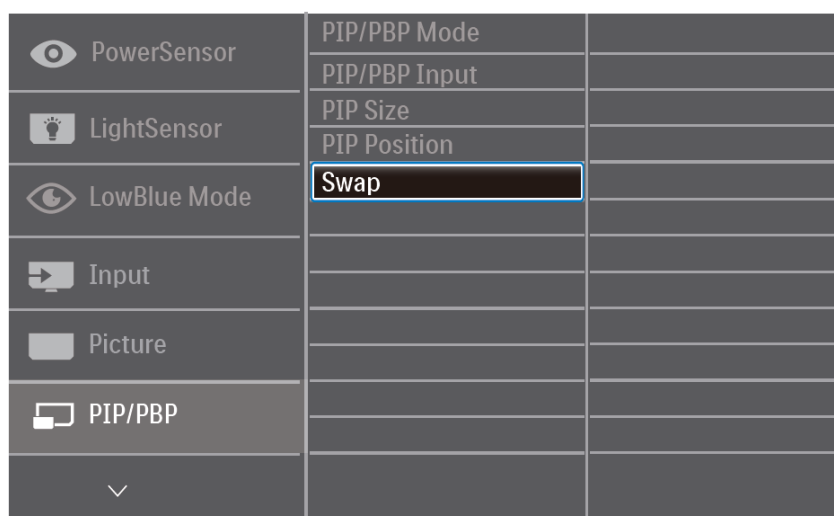 PowerSensor
LightSensor
LowBlue Mode
Input
Picture
PIP/PBP
PIP/PBP Mode
PIP/PBP Input
PIP Size
PIP Position
Swap